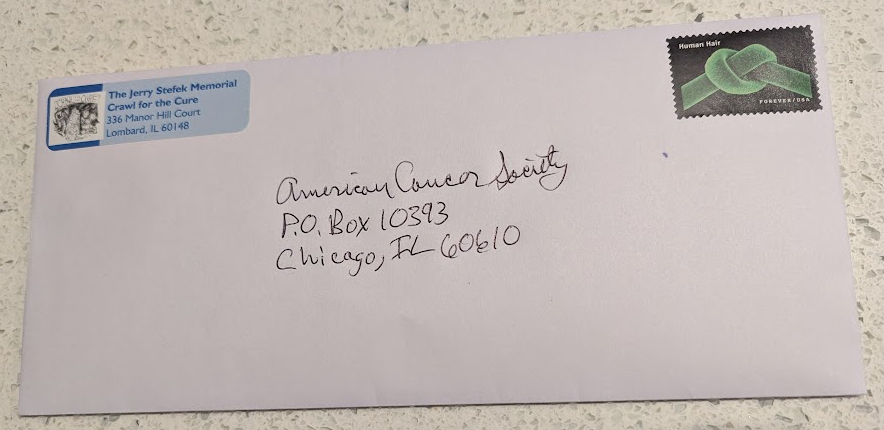 The Jerry Stefek Memorial
Crawl for the Cure
336 Manor Hill Court
Lombard, IL 60148
Human Hair
FOREVER/USA
American Cancer Society
P.O. Box 10393
Chicago, IL 60610